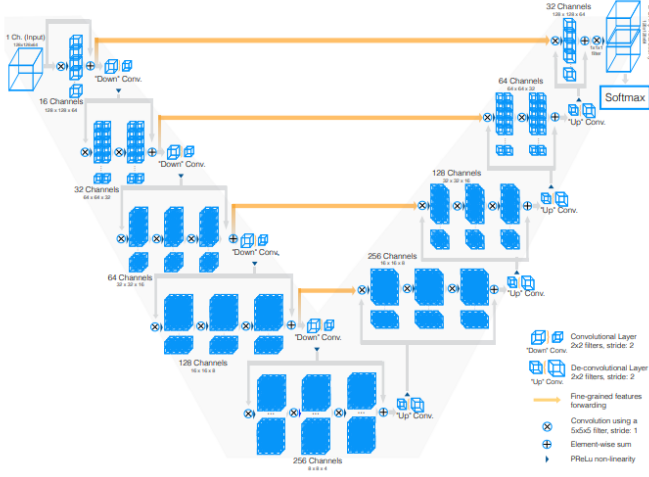 32 Channels
128 x 128 x 64
1 Ch. (Input)
128x128x64
"Down" Conv.
1x1x1
filter
Softmax
16 Channels
128 x 128 x 64
64 Channels
64 x 64 x 32
"Up" Conv.
"Down" Conv.
32 Channels
64 x 64 x 32
128 Channels
32 x 32 x 16
"Up" Conv.
"Down" Conv.
64 Channels
32 x 32 x 16
256 Channels
16 x 16 x 8
"Up" Conv.
"Down" Conv.
128 Channels
16 x 16 x 8
...
...
...
"Up" Conv.
256 Channels
8 x 8 x 4
"Down" Conv.
Convolutional Layer
2x2 filters, stride: 2
"Up" Conv.
De-convolutional Layer
2x2 filters, stride: 2
Fine-grained features
forwarding
Convolution using a
5x5x5 filter, stride: 1
Element-wise sum
PReLu non-linearity